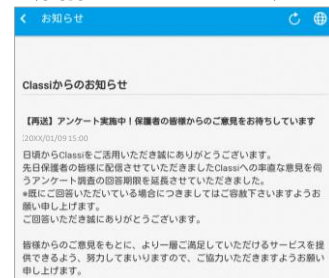 お知らせ
Classiからのお知らせ
【再送】アンケート実施中！保護者の皆様からのご意見をお待ちしています
20XX/01/09 15:00
日頃からClassiをご活用いただき誠にありがとうございます。
先日保護者の皆様に配信させていただきましたClassiへの率直な意見を伺
うアンケート調査の回答期限を延長させていただきました。
※既にご回答いただいている場合につきましてはご容赦下さいますようお
願い申し上げます。
ご回答いただき誠にありがとうございます。
皆様からのご意見をもとに、より一層ご満足していただけるサービスを提
供できるよう、努力してまいりますので、ご協力いただきますようお願い
申し上げます。